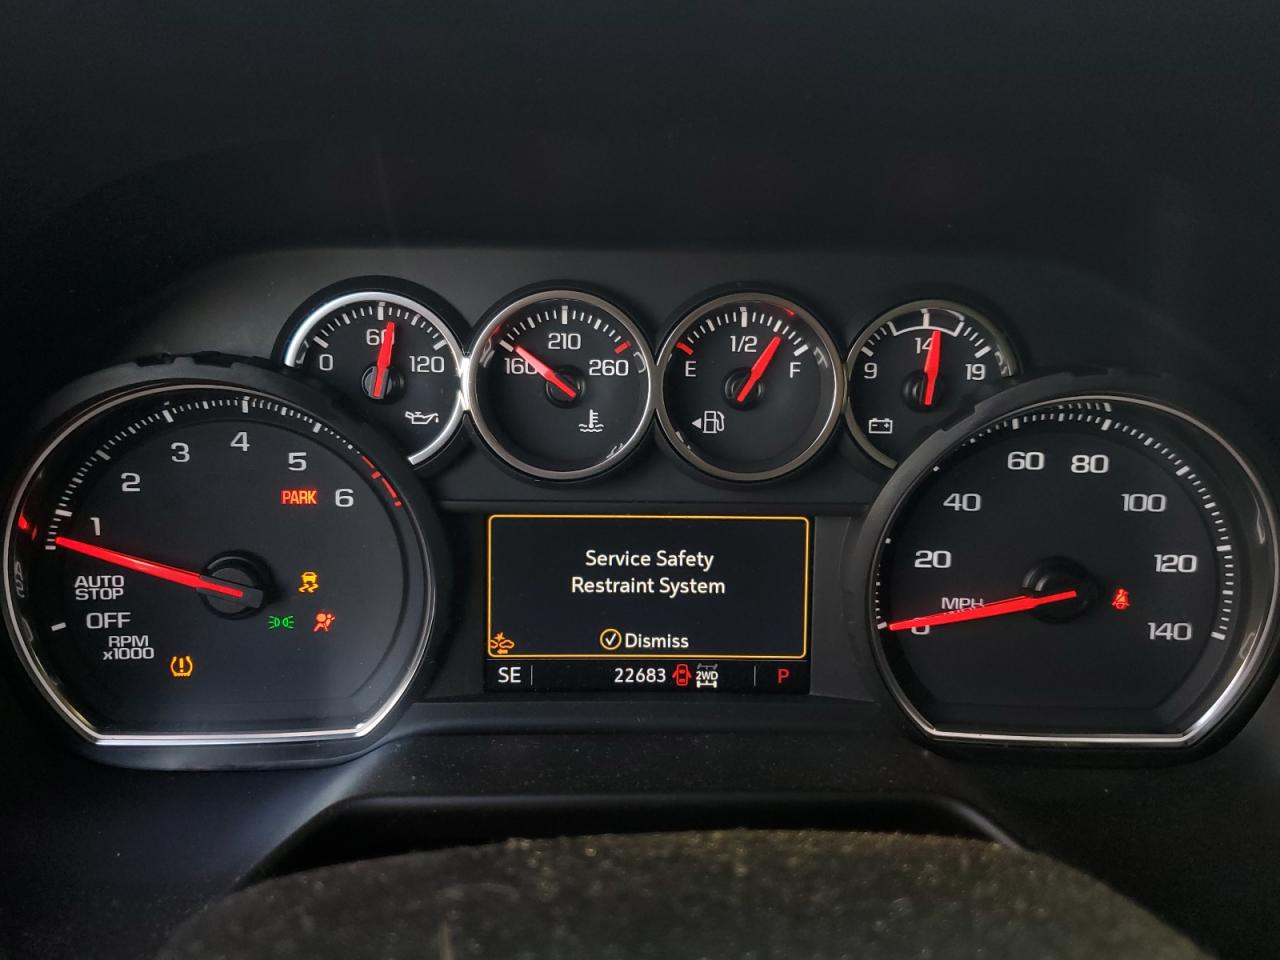 0 60 120
160 210 260
E 1/2 F
9 14 19
1 2 3 4 5 6
PARK
AUTO
STOP
OFF
RPM
x1000
Service Safety
Restraint System
Dismiss
SE 22683 2WD P
0 20 40 60 80 100 120 140
MPH